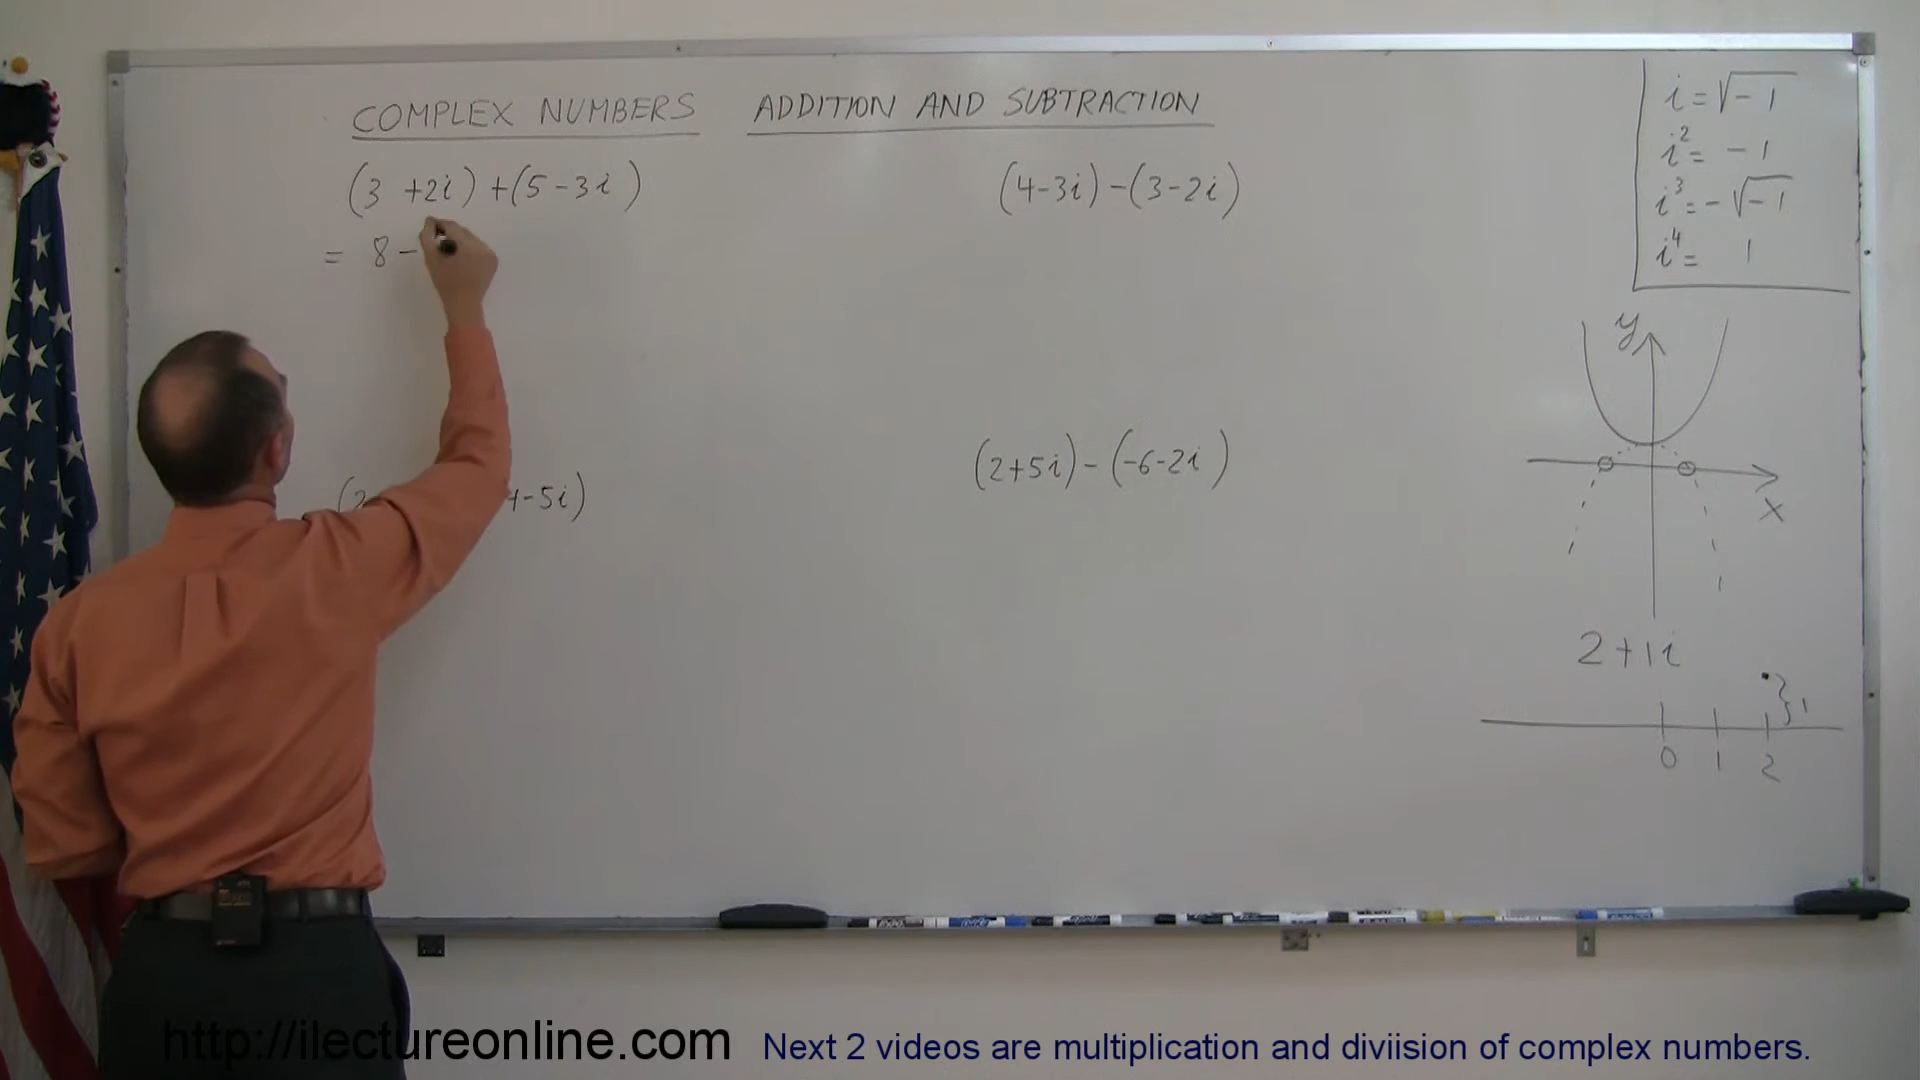 COMPLEX NUMBERS ADDITION AND SUBTRACTION
(3 +2i) +(5-3i)
= 8 -
(4-3i) -(3-2i)
-5i)
(2+5i) - (-6-2i)
i = √-1
i² = -1
i³ = -√-1
i⁴ = 1
y
x
2+1i
1
0 1 2
http://ilectureonline.com Next 2 videos are multiplication and diviision of complex numbers.